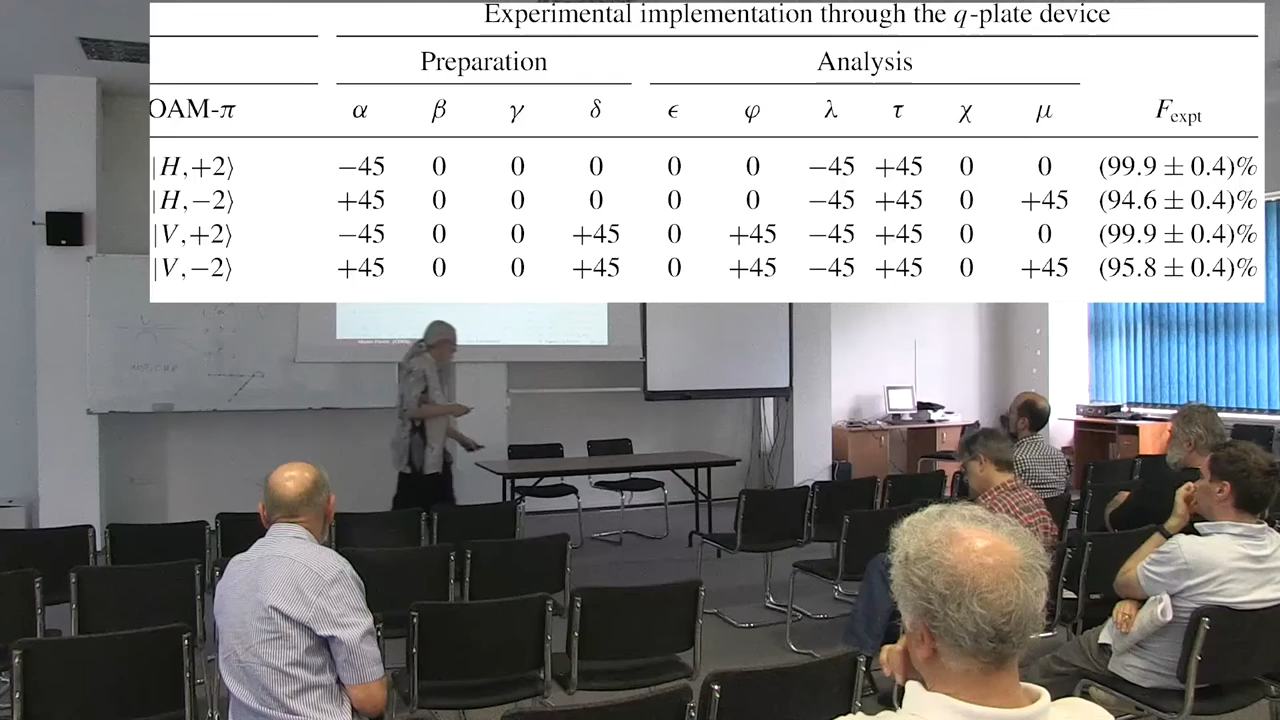 Experimental implementation through the q-plate device
Preparation Analysis
OAM-π α β γ δ ϵ φ λ τ χ μ F_expt
|H,+2⟩ −45 0 0 0 0 0 −45 +45 0 0 (99.9 ± 0.4)%
|H,−2⟩ +45 0 0 0 0 0 −45 +45 0 +45 (94.6 ± 0.4)%
|V,+2⟩ −45 0 0 +45 0 +45 −45 +45 0 0 (99.9 ± 0.4)%
|V,−2⟩ +45 0 0 +45 0 +45 −45 +45 0 +45 (95.8 ± 0.4)%